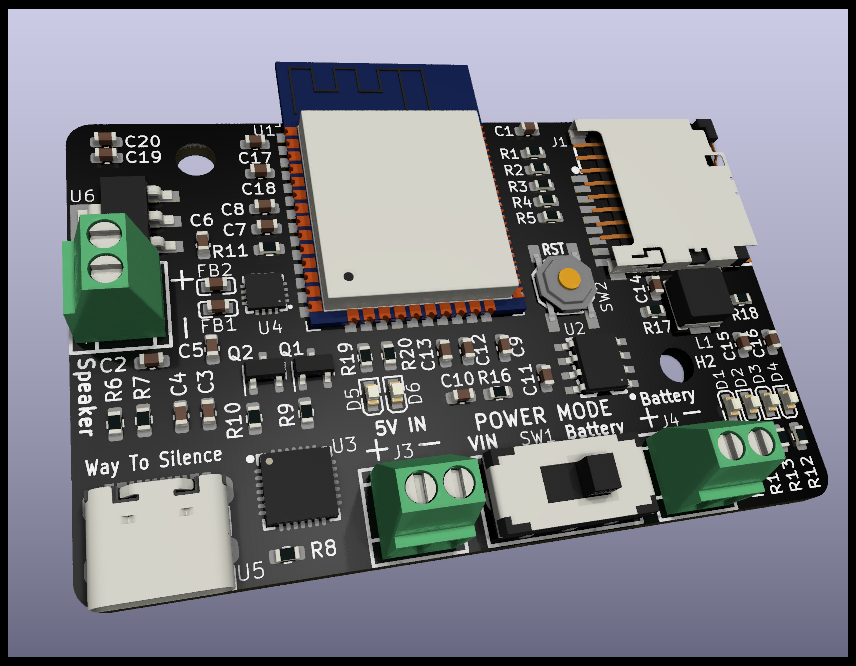 C20
C19
U1
C17
C18
C8
C7
R11
C6
U6
FB2
FB1
U4
+
−
C5
C2
Speaker
R6
R7
C4
C3
Q2
Q1
R10
R9
R19
R20
C13
C12
C9
D5
D6
C10
R16
C11
C1
R1
R2
R3
R4
R5
J1
RST
SW2
U2
C14
R17
R18
L1
H2
C15
C16
D1
D2
D3
D4
Way To Silence
U3
R8
U5
5V IN
+ J3 −
POWER MODE
VIN
SW1
Battery
Battery
+ J4 −
R13
R12